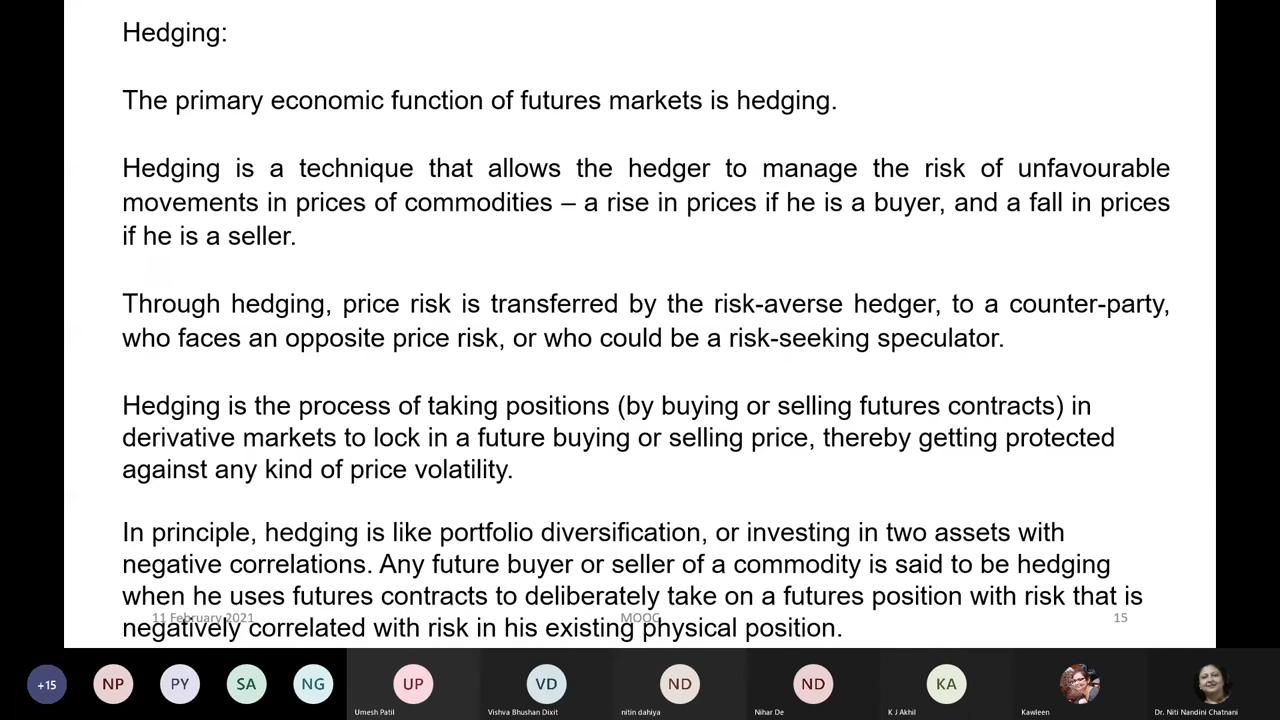 Hedging:
The primary economic function of futures markets is hedging.
Hedging is a technique that allows the hedger to manage the risk of unfavourable
movements in prices of commodities – a rise in prices if he is a buyer, and a fall in prices
if he is a seller.
Through hedging, price risk is transferred by the risk-averse hedger, to a counter-party,
who faces an opposite price risk, or who could be a risk-seeking speculator.
Hedging is the process of taking positions (by buying or selling futures contracts) in
derivative markets to lock in a future buying or selling price, thereby getting protected
against any kind of price volatility.
In principle, hedging is like portfolio diversification, or investing in two assets with
negative correlations. Any future buyer or seller of a commodity is said to be hedging
when he uses futures contracts to deliberately take on a futures position with risk that is
11 February 2021 MOOC 15
negatively correlated with risk in his existing physical position.
+15 NP PY SA NG UP VD ND ND KA
Umesh Patil Vishva Bhushan Dixit nitin dahiya Nihar De K J Akhil Kawleen Dr. Niti Nandini Chatnani